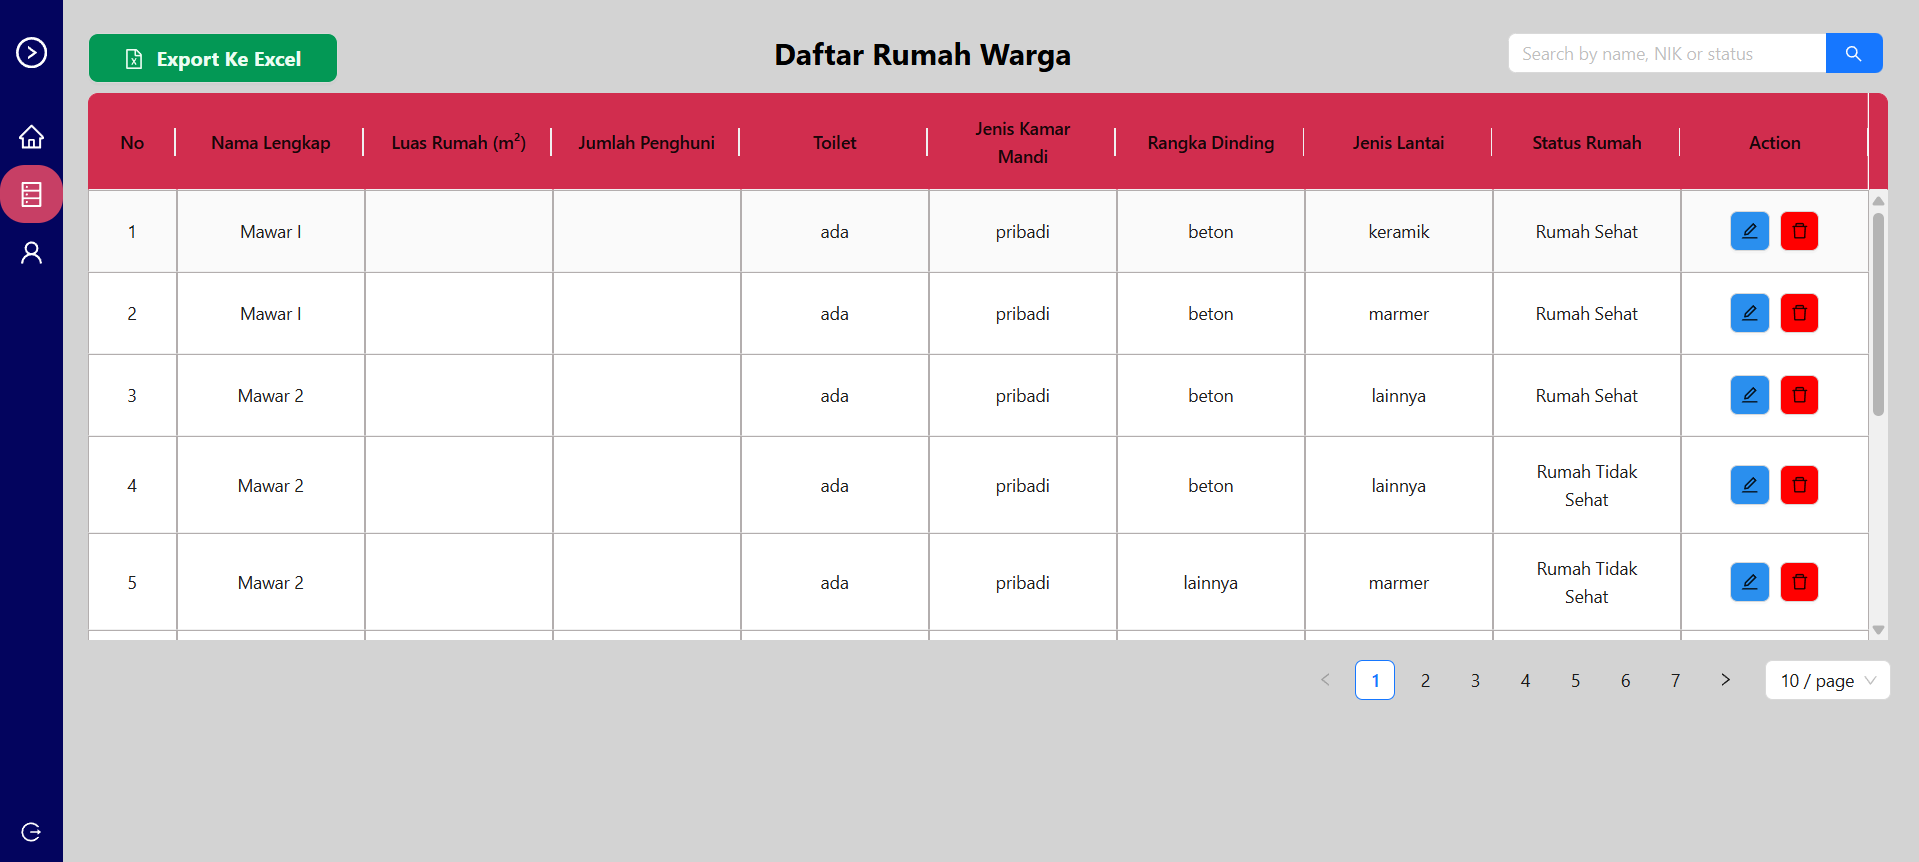 Export Ke Excel
Daftar Rumah Warga
Search by name, NIK or status
No Nama Lengkap Luas Rumah (m²) Jumlah Penghuni Toilet Jenis Kamar Mandi Rangka Dinding Jenis Lantai Status Rumah Action
1 Mawar I ada pribadi beton keramik Rumah Sehat
2 Mawar I ada pribadi beton marmer Rumah Sehat
3 Mawar 2 ada pribadi beton lainnya Rumah Sehat
4 Mawar 2 ada pribadi beton lainnya Rumah Tidak Sehat
5 Mawar 2 ada pribadi lainnya marmer Rumah Tidak Sehat
1 2 3 4 5 6 7 10 / page